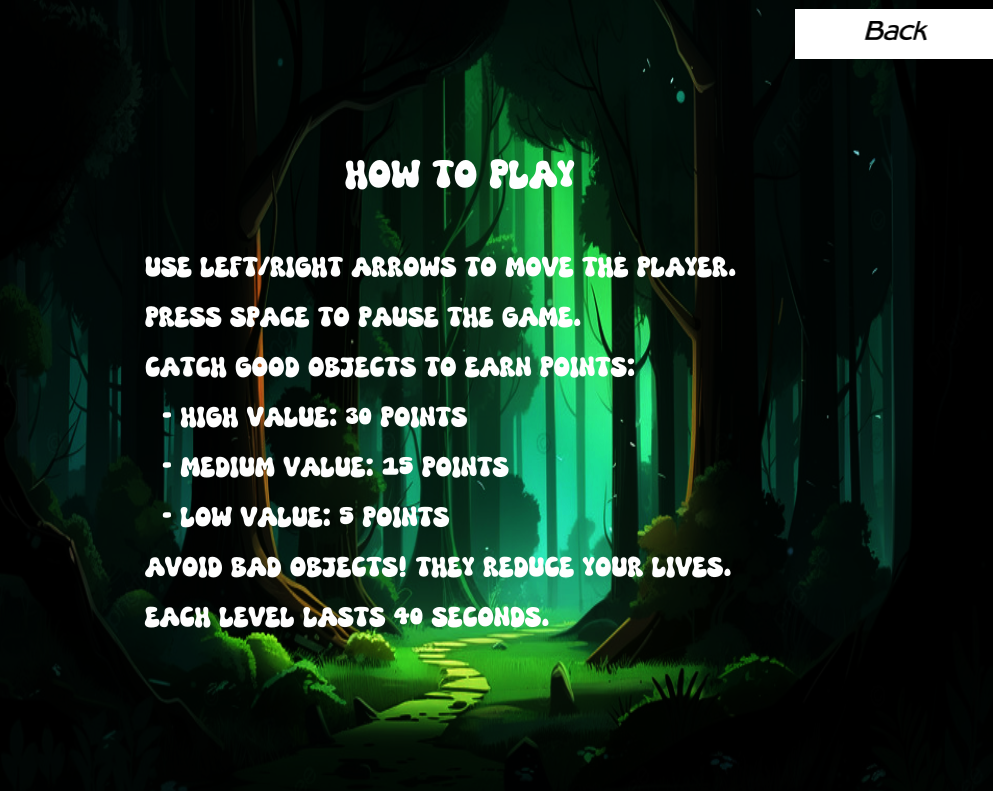 Back
HOW TO PLAY
USE LEFT/RIGHT ARROWS TO MOVE THE PLAYER.
PRESS SPACE TO PAUSE THE GAME.
CATCH GOOD OBJECTS TO EARN POINTS:
- HIGH VALUE: 30 POINTS
- MEDIUM VALUE: 15 POINTS
- LOW VALUE: 5 POINTS
AVOID BAD OBJECTS! THEY REDUCE YOUR LIVES.
EACH LEVEL LASTS 40 SECONDS.